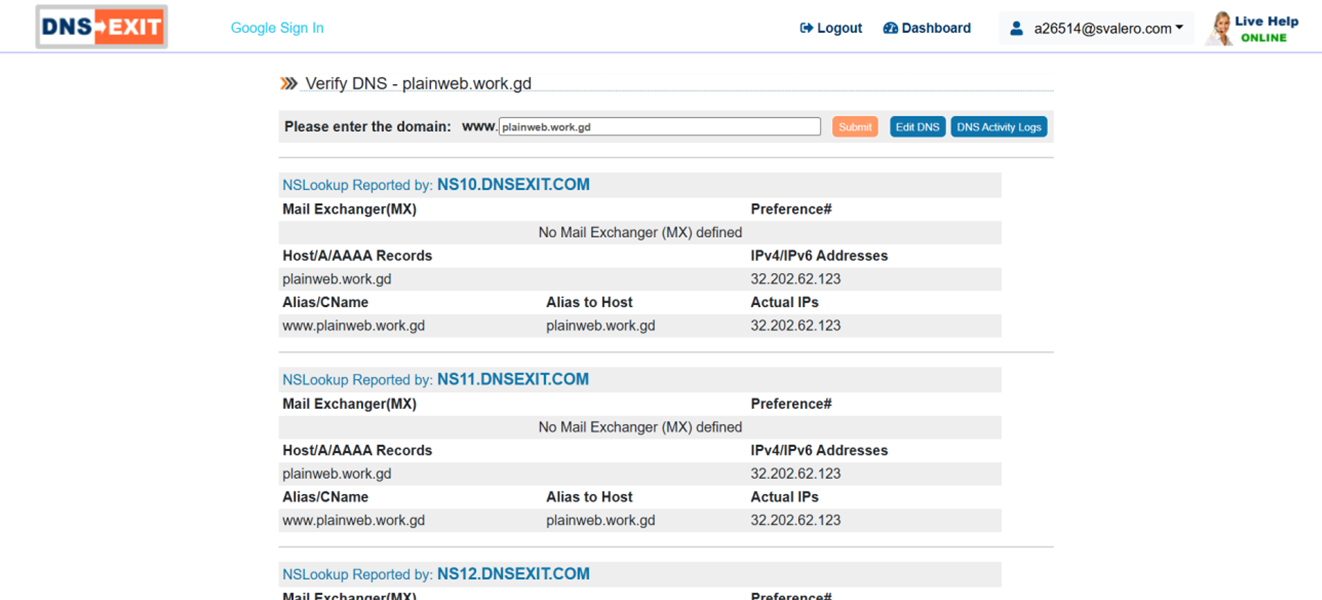 DNS EXIT Google Sign In Logout Dashboard a26514@svalero.com Live Help
ONLINE
Verify DNS - plainweb.work.gd
Please enter the domain: www. plainweb.work.gd Submit Edit DNS DNS Activity Logs
NSLookup Reported by: NS10.DNSEXIT.COM
Mail Exchanger(MX) Preference#
No Mail Exchanger (MX) defined
Host/A/AAAA Records IPv4/IPv6 Addresses
plainweb.work.gd 32.202.62.123
Alias/CName Alias to Host Actual IPs
www.plainweb.work.gd plainweb.work.gd 32.202.62.123
NSLookup Reported by: NS11.DNSEXIT.COM
Mail Exchanger(MX) Preference#
No Mail Exchanger (MX) defined
Host/A/AAAA Records IPv4/IPv6 Addresses
plainweb.work.gd 32.202.62.123
Alias/CName Alias to Host Actual IPs
www.plainweb.work.gd plainweb.work.gd 32.202.62.123
NSLookup Reported by: NS12.DNSEXIT.COM
Mail Exchanger(MX) Preference#